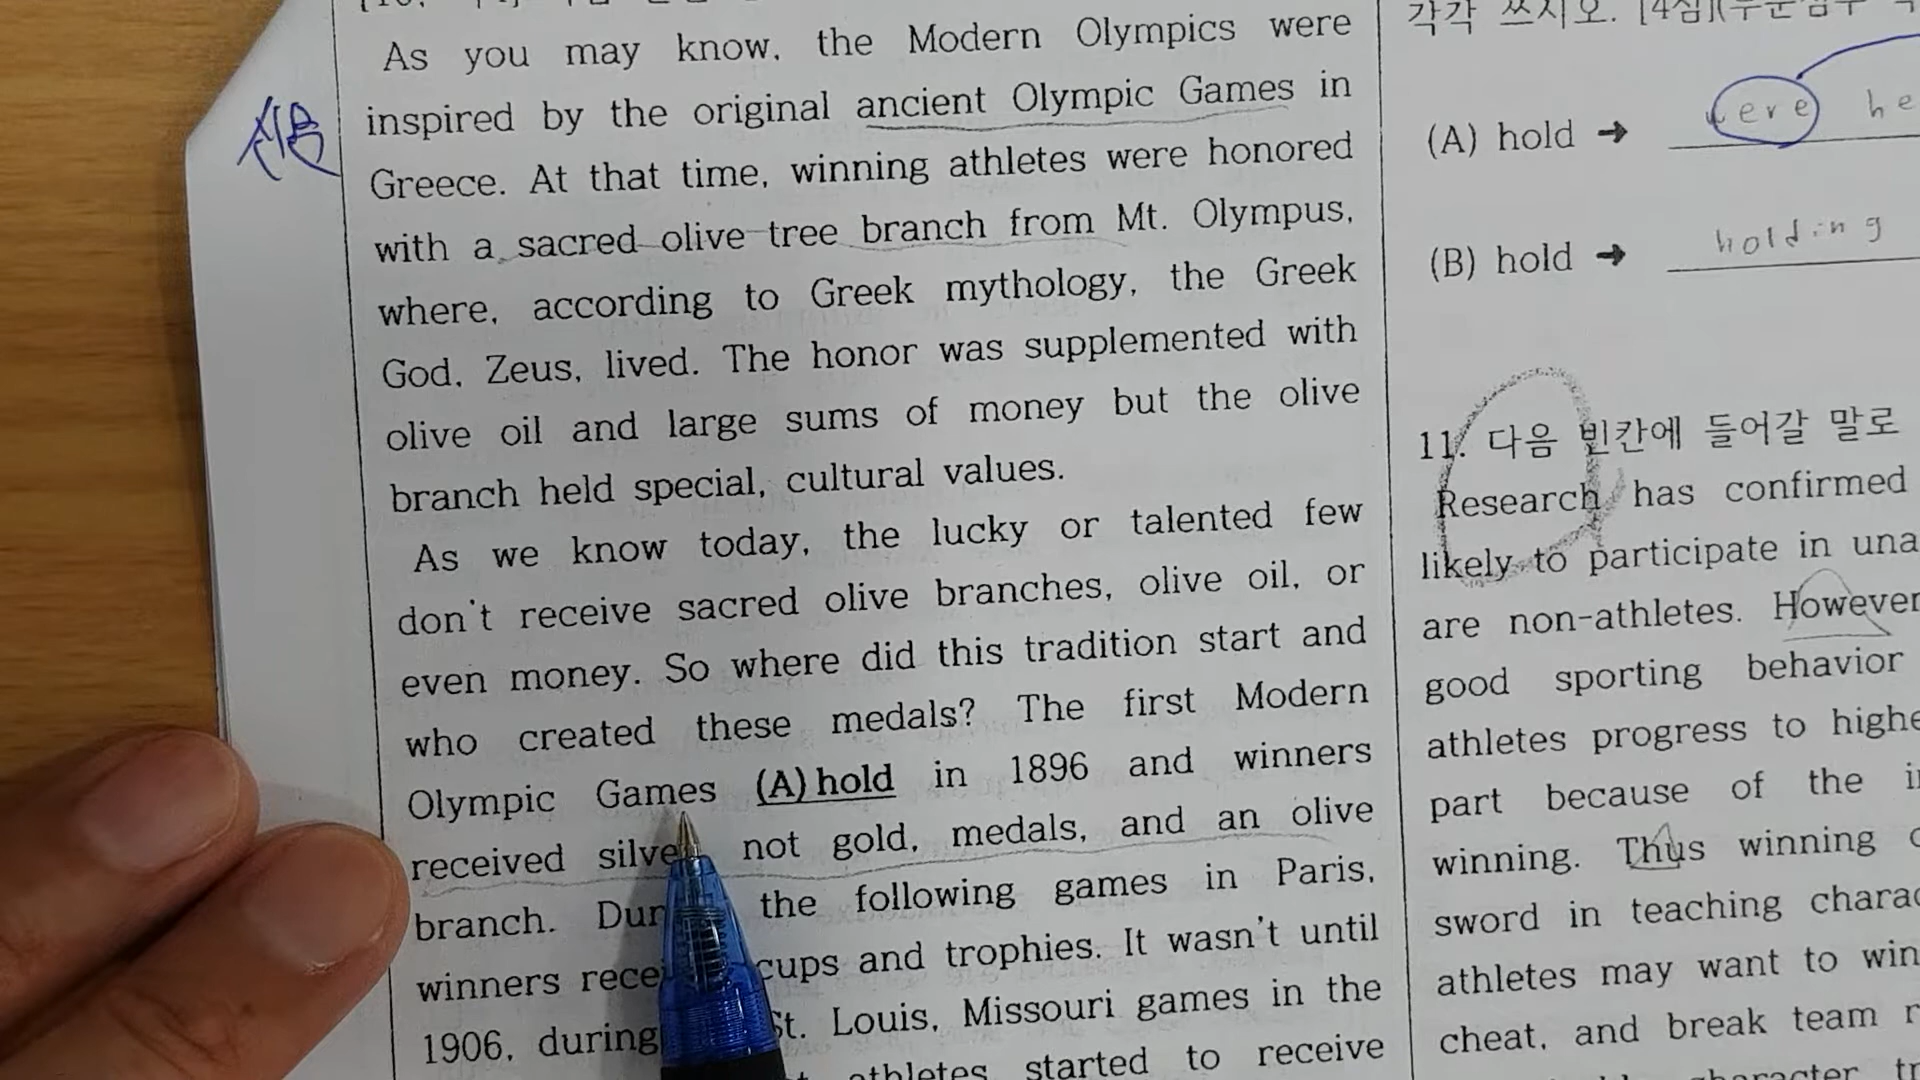 As you may know, the Modern Olympics were
inspired by the original ancient Olympic Games in
Greece. At that time, winning athletes were honored
with a sacred olive tree branch from Mt. Olympus,
where, according to Greek mythology, the Greek
God, Zeus, lived. The honor was supplemented with
olive oil and large sums of money but the olive
branch held special, cultural values.
As we know today, the lucky or talented few
don't receive sacred olive branches, olive oil, or
even money. So where did this tradition start and
who created these medals? The first Modern
Olympic Games (A) hold in 1896 and winners
received not gold, medals, and an olive
branch. the following games in Paris,
winners cups and trophies. It wasn't until
1906, during St. Louis, Missouri games in the
athletes started to receive
각각 쓰시오.
(A) hold → were he
(B) hold → holding
11. 다음 빈칸에 들어갈 말로
Research has confirmed
likely to participate in una
are non-athletes. However
good sporting behavior
athletes progress to highe
part because of the i
winning. Thus winning
sword in teaching charac
athletes may want to win
cheat, and break team r